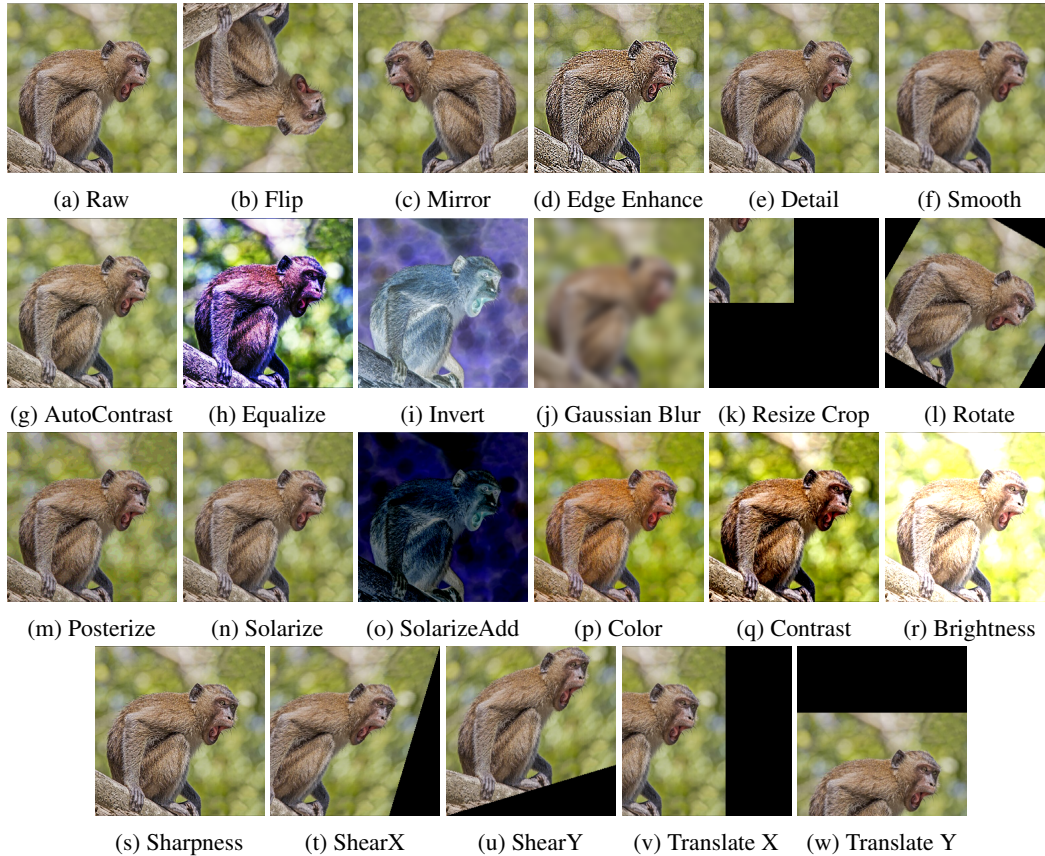 (a) Raw
(b) Flip
(c) Mirror
(d) Edge Enhance
(e) Detail
(f) Smooth
(g) AutoContrast
(h) Equalize
(i) Invert
(j) Gaussian Blur
(k) Resize Crop
(l) Rotate
(m) Posterize
(n) Solarize
(o) SolarizeAdd
(p) Color
(q) Contrast
(r) Brightness
(s) Sharpness
(t) ShearX
(u) ShearY
(v) Translate X
(w) Translate Y